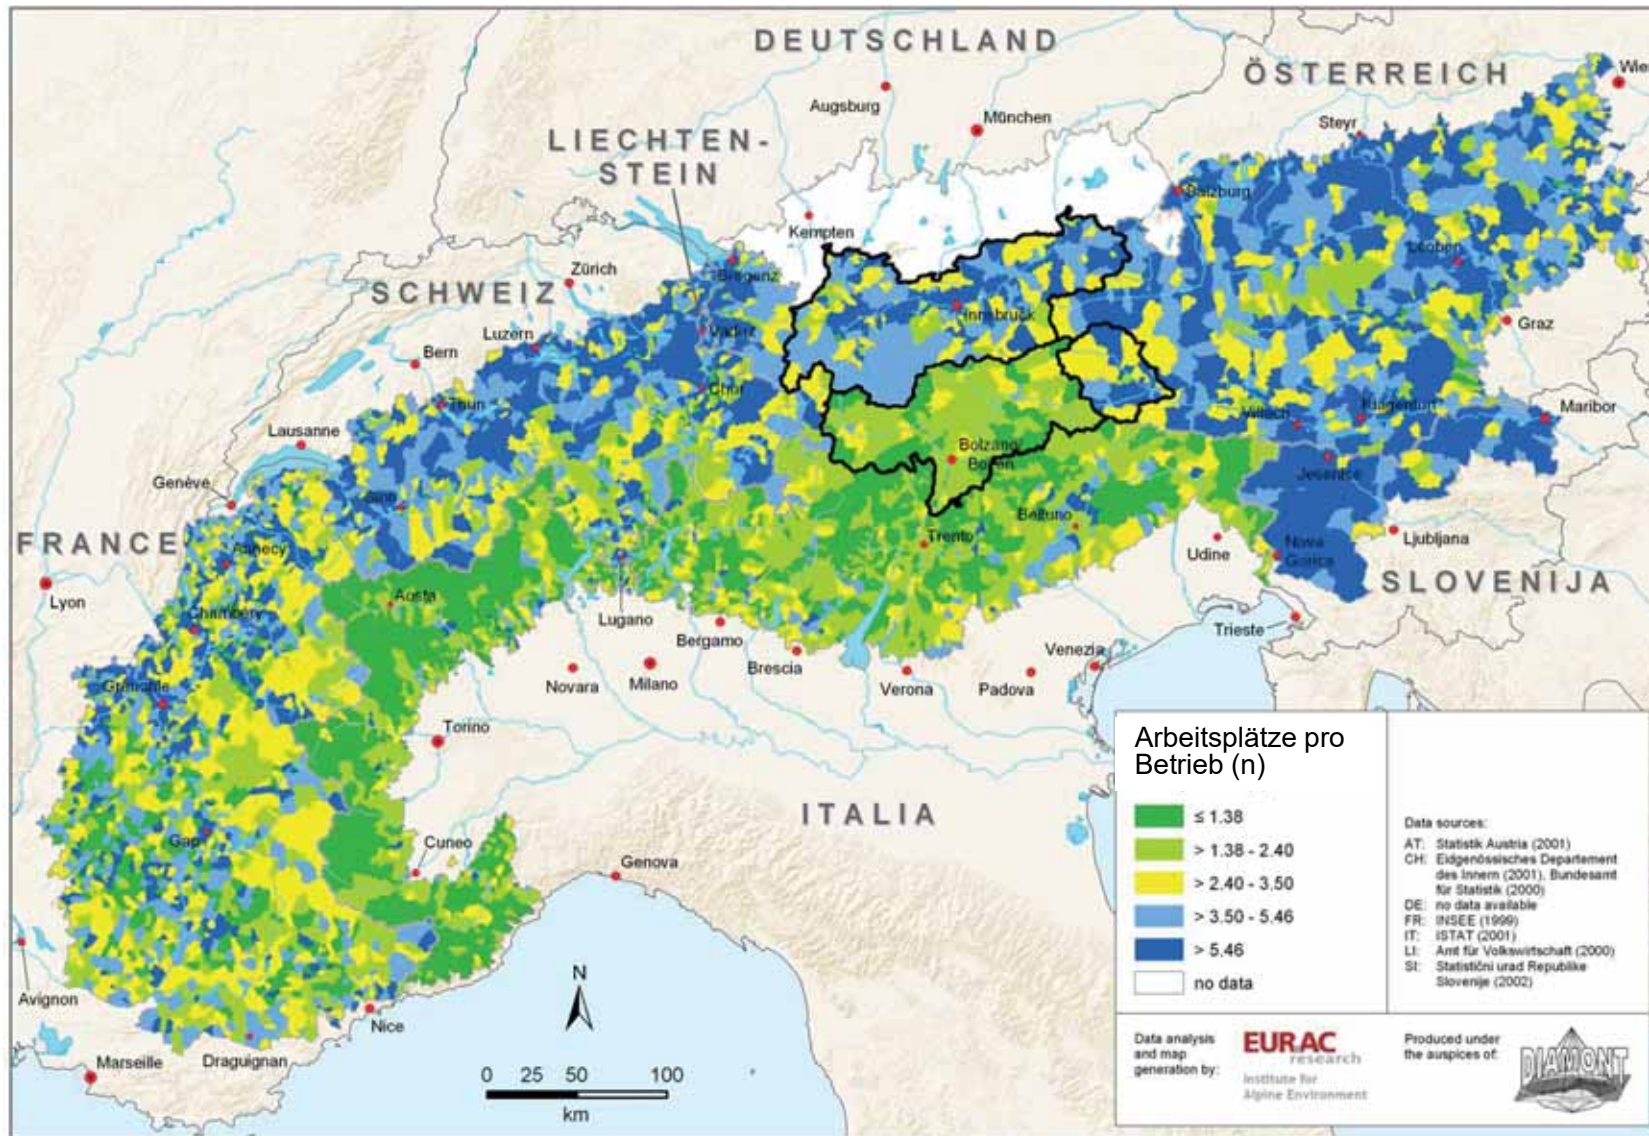 DEUTSCHLAND
ÖSTERREICH
Wien
Augsburg
München
Steyr
LIECHTEN-
STEIN
Salzburg
Kempten
Leoben
Bregenz
Zürich
SCHWEIZ
Innsbruck
Vaduz
Luzern
Graz
Bern
Chur
Thun
Villach
Klagenfurt
Maribor
Lausanne
Bolzano/
Bozen
Jesenice
Genève
Sion
Belluno
Trento
FRANCE
Annecy
Udine
Nova
Gorica
Ljubljana
SLOVENIJA
Lyon
Aosta
Chambéry
Lugano
Bergamo
Trieste
Brescia
Venezia
Novara
Milano
Verona
Padova
Grenoble
Torino
ITALIA
Gap
Cuneo
Genova
Avignon
Nice
Marseille
Draguignan
N
0 25 50 100
km
Arbeitsplätze pro
Betrieb (n)
≤ 1.38
> 1.38 - 2.40
> 2.40 - 3.50
> 3.50 - 5.46
> 5.46
no data
Data sources:
AT: Statistik Austria (2001)
CH: Eidgenössisches Departement
des Innern (2001), Bundesamt
für Statistik (2000)
DE: no data available
FR: INSEE (1999)
IT: ISTAT (2001)
LI: Amt für Volkswirtschaft (2000)
SI: Statistični urad Republike
Slovenije (2002)
Data analysis
and map
generation by:
EURAC
research
Institute for
Alpine Environment
Produced under
the auspices of:
DIAMONT